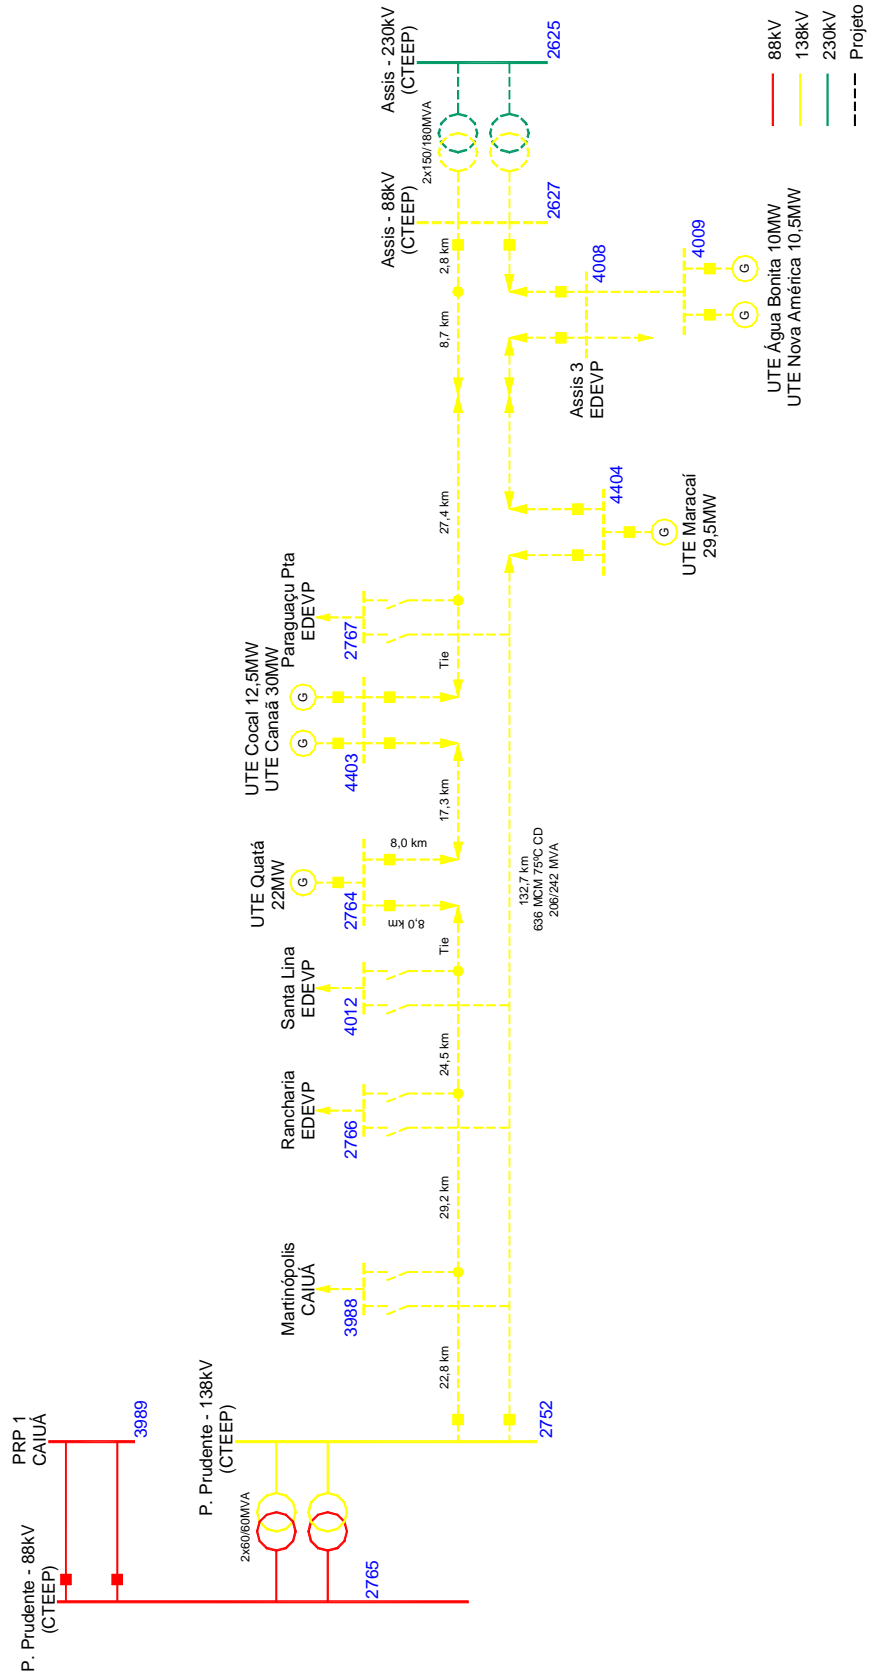 P. Prudente - 88kV
(CTEEP)
2765
PRP 1
CAIUÁ
3989
2x60/60MVA
P. Prudente - 138kV
(CTEEP)
2752
22,8 km
Martinópolis
CAIUÁ
3988
29,2 km
Rancharia
EDEVP
2766
24,5 km
Santa Lina
EDEVP
4012
Tie
UTE Quatá
22MW
G
2764
8,0 km
8,0 km
17,3 km
132,7 km
636 MCM 75ºC CD
206/242 MVA
UTE Cocal 12,5MW
UTE Canaã 30MW
G
G
4403
Tie
Paraguaçu Pta
EDEVP
2767
27,4 km
4404
G
UTE Maracaí
29,5MW
8,7 km
2,8 km
Assis 3
EDEVP
4008
4009
G
G
UTE Água Bonita 10MW
UTE Nova América 10,5MW
Assis - 88kV
(CTEEP)
2627
2x150/180MVA
Assis - 230kV
(CTEEP)
2625
88kV
138kV
230kV
Projeto